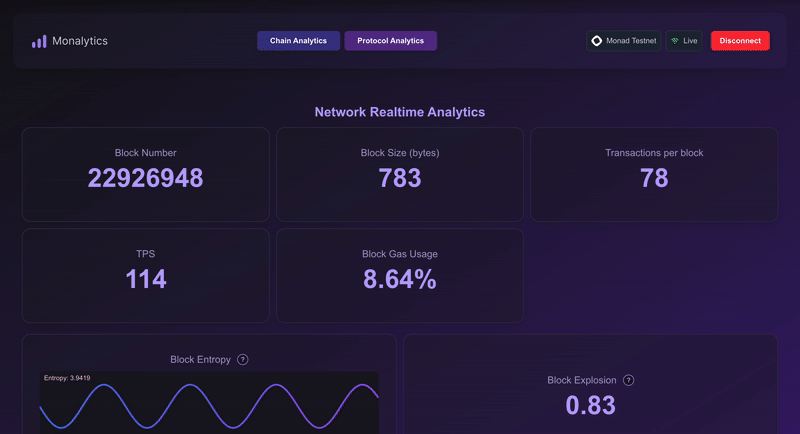 Monalytics
Chain Analytics
Protocol Analytics
Monad Testnet
Live
Disconnect
Network Realtime Analytics
Block Number
22926948
Block Size (bytes)
783
Transactions per block
78
TPS
114
Block Gas Usage
8.64%
Block Entropy ?
Entropy: 3.9419
Block Explosion ?
0.83